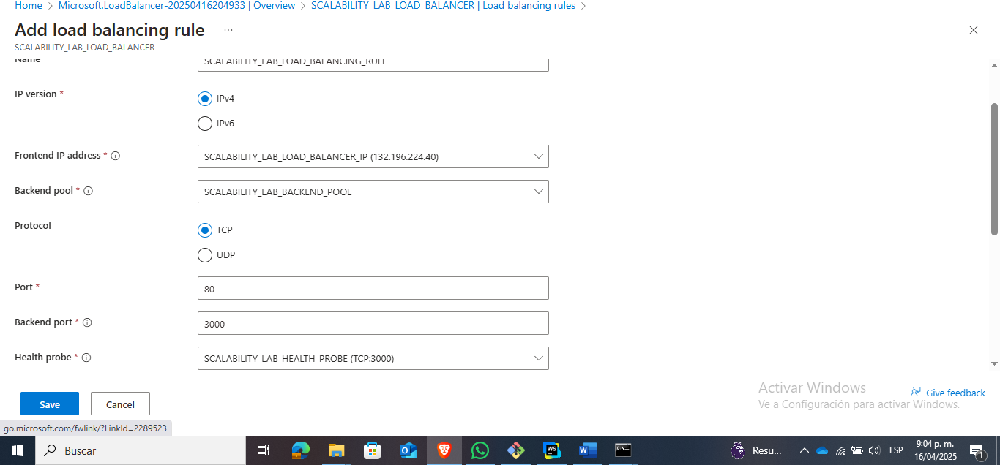 Home > Microsoft.LoadBalancer-20250416204933 | Overview > SCALABILITY_LAB_LOAD_BALANCER | Load balancing rules >
Add load balancing rule ...
SCALABILITY_LAB_LOAD_BALANCER
Name
SCALABILITY_LAB_LOAD_BALANCING_RULE
IP version *
IPv4
IPv6
Frontend IP address *
SCALABILITY_LAB_LOAD_BALANCER_IP (132.196.224.40)
Backend pool *
SCALABILITY_LAB_BACKEND_POOL
Protocol
TCP
UDP
Port *
80
Backend port *
3000
Health probe *
SCALABILITY_LAB_HEALTH_PROBE (TCP:3000)
Save
Cancel
Activar Windows
Ve a Configuración para activar Windows.
Give feedback
go.microsoft.com/fwlink/?LinkId=2289523
Buscar
WS
W
Resu...
ESP
9:04 p. m.
16/04/2025
1